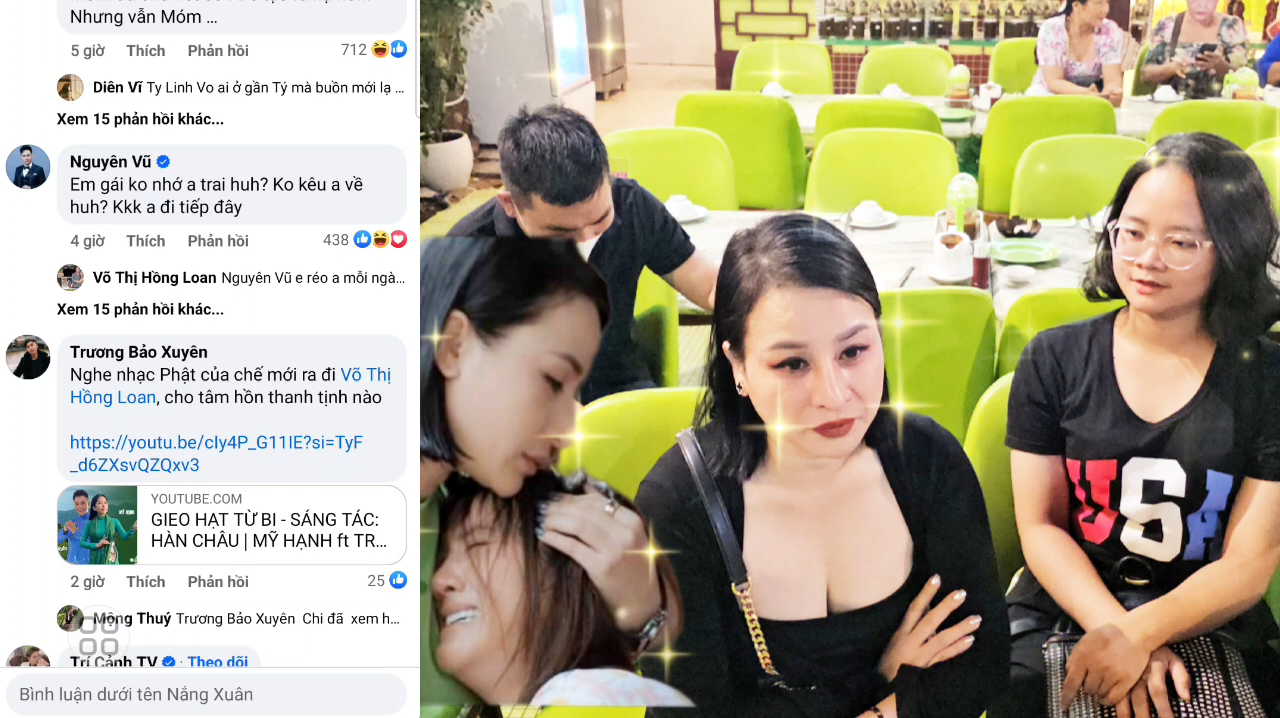 Nhưng vẫn Móm ...
5 giờ Thích Phản hồi 712
Diên Vĩ Ty Linh Vo ai ở gần Tỷ mà buồn mới lạ ...
Xem 15 phản hồi khác...
Nguyên Vũ
Em gái ko nhớ a trai huh? Ko kêu a về
huh? Kkk a đi tiếp đây
4 giờ Thích Phản hồi 438
Võ Thị Hồng Loan Nguyên Vũ e réo a mỗi ngà...
Xem 15 phản hồi khác...
Trương Bảo Xuyên
Nghe nhạc Phật của chế mới ra đi Võ Thị
Hồng Loan, cho tâm hồn thanh tịnh nào
https://youtu.be/cly4P_G11IE?si=TyF
_d6ZXsvQZQxv3
YOUTUBE.COM
GIEO HẠT TỪ BI - SÁNG TÁC:
HÀN CHÂU | MỸ HẠNH ft TR...
2 giờ Thích Phản hồi 25
Mộng Thuý Trương Bảo Xuyên Chi đã xem h...
Trí Cảnh TV · Theo dõi
Bình luận dưới tên Nắng Xuân
USA